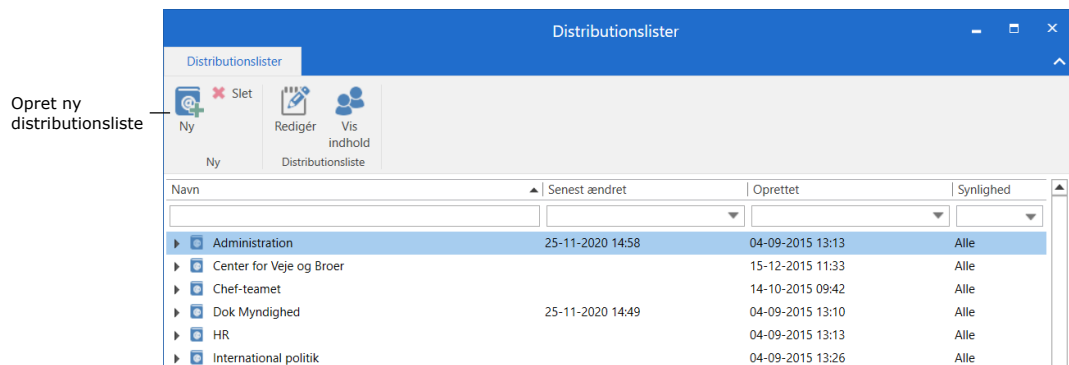 Distributionslister
Distributionslister
Opret ny
distributionsliste
Ny
Slet
Redigér
Vis
indhold
Ny
Distributionsliste
Navn Senest ændret Oprettet Synlighed
Administration 25-11-2020 14:58 04-09-2015 13:13 Alle
Center for Veje og Broer 15-12-2015 11:33 Alle
Chef-teamet 14-10-2015 09:42 Alle
Dok Myndighed 25-11-2020 14:49 04-09-2015 13:10 Alle
HR 04-09-2015 13:13 Alle
International politik 04-09-2015 13:26 Alle